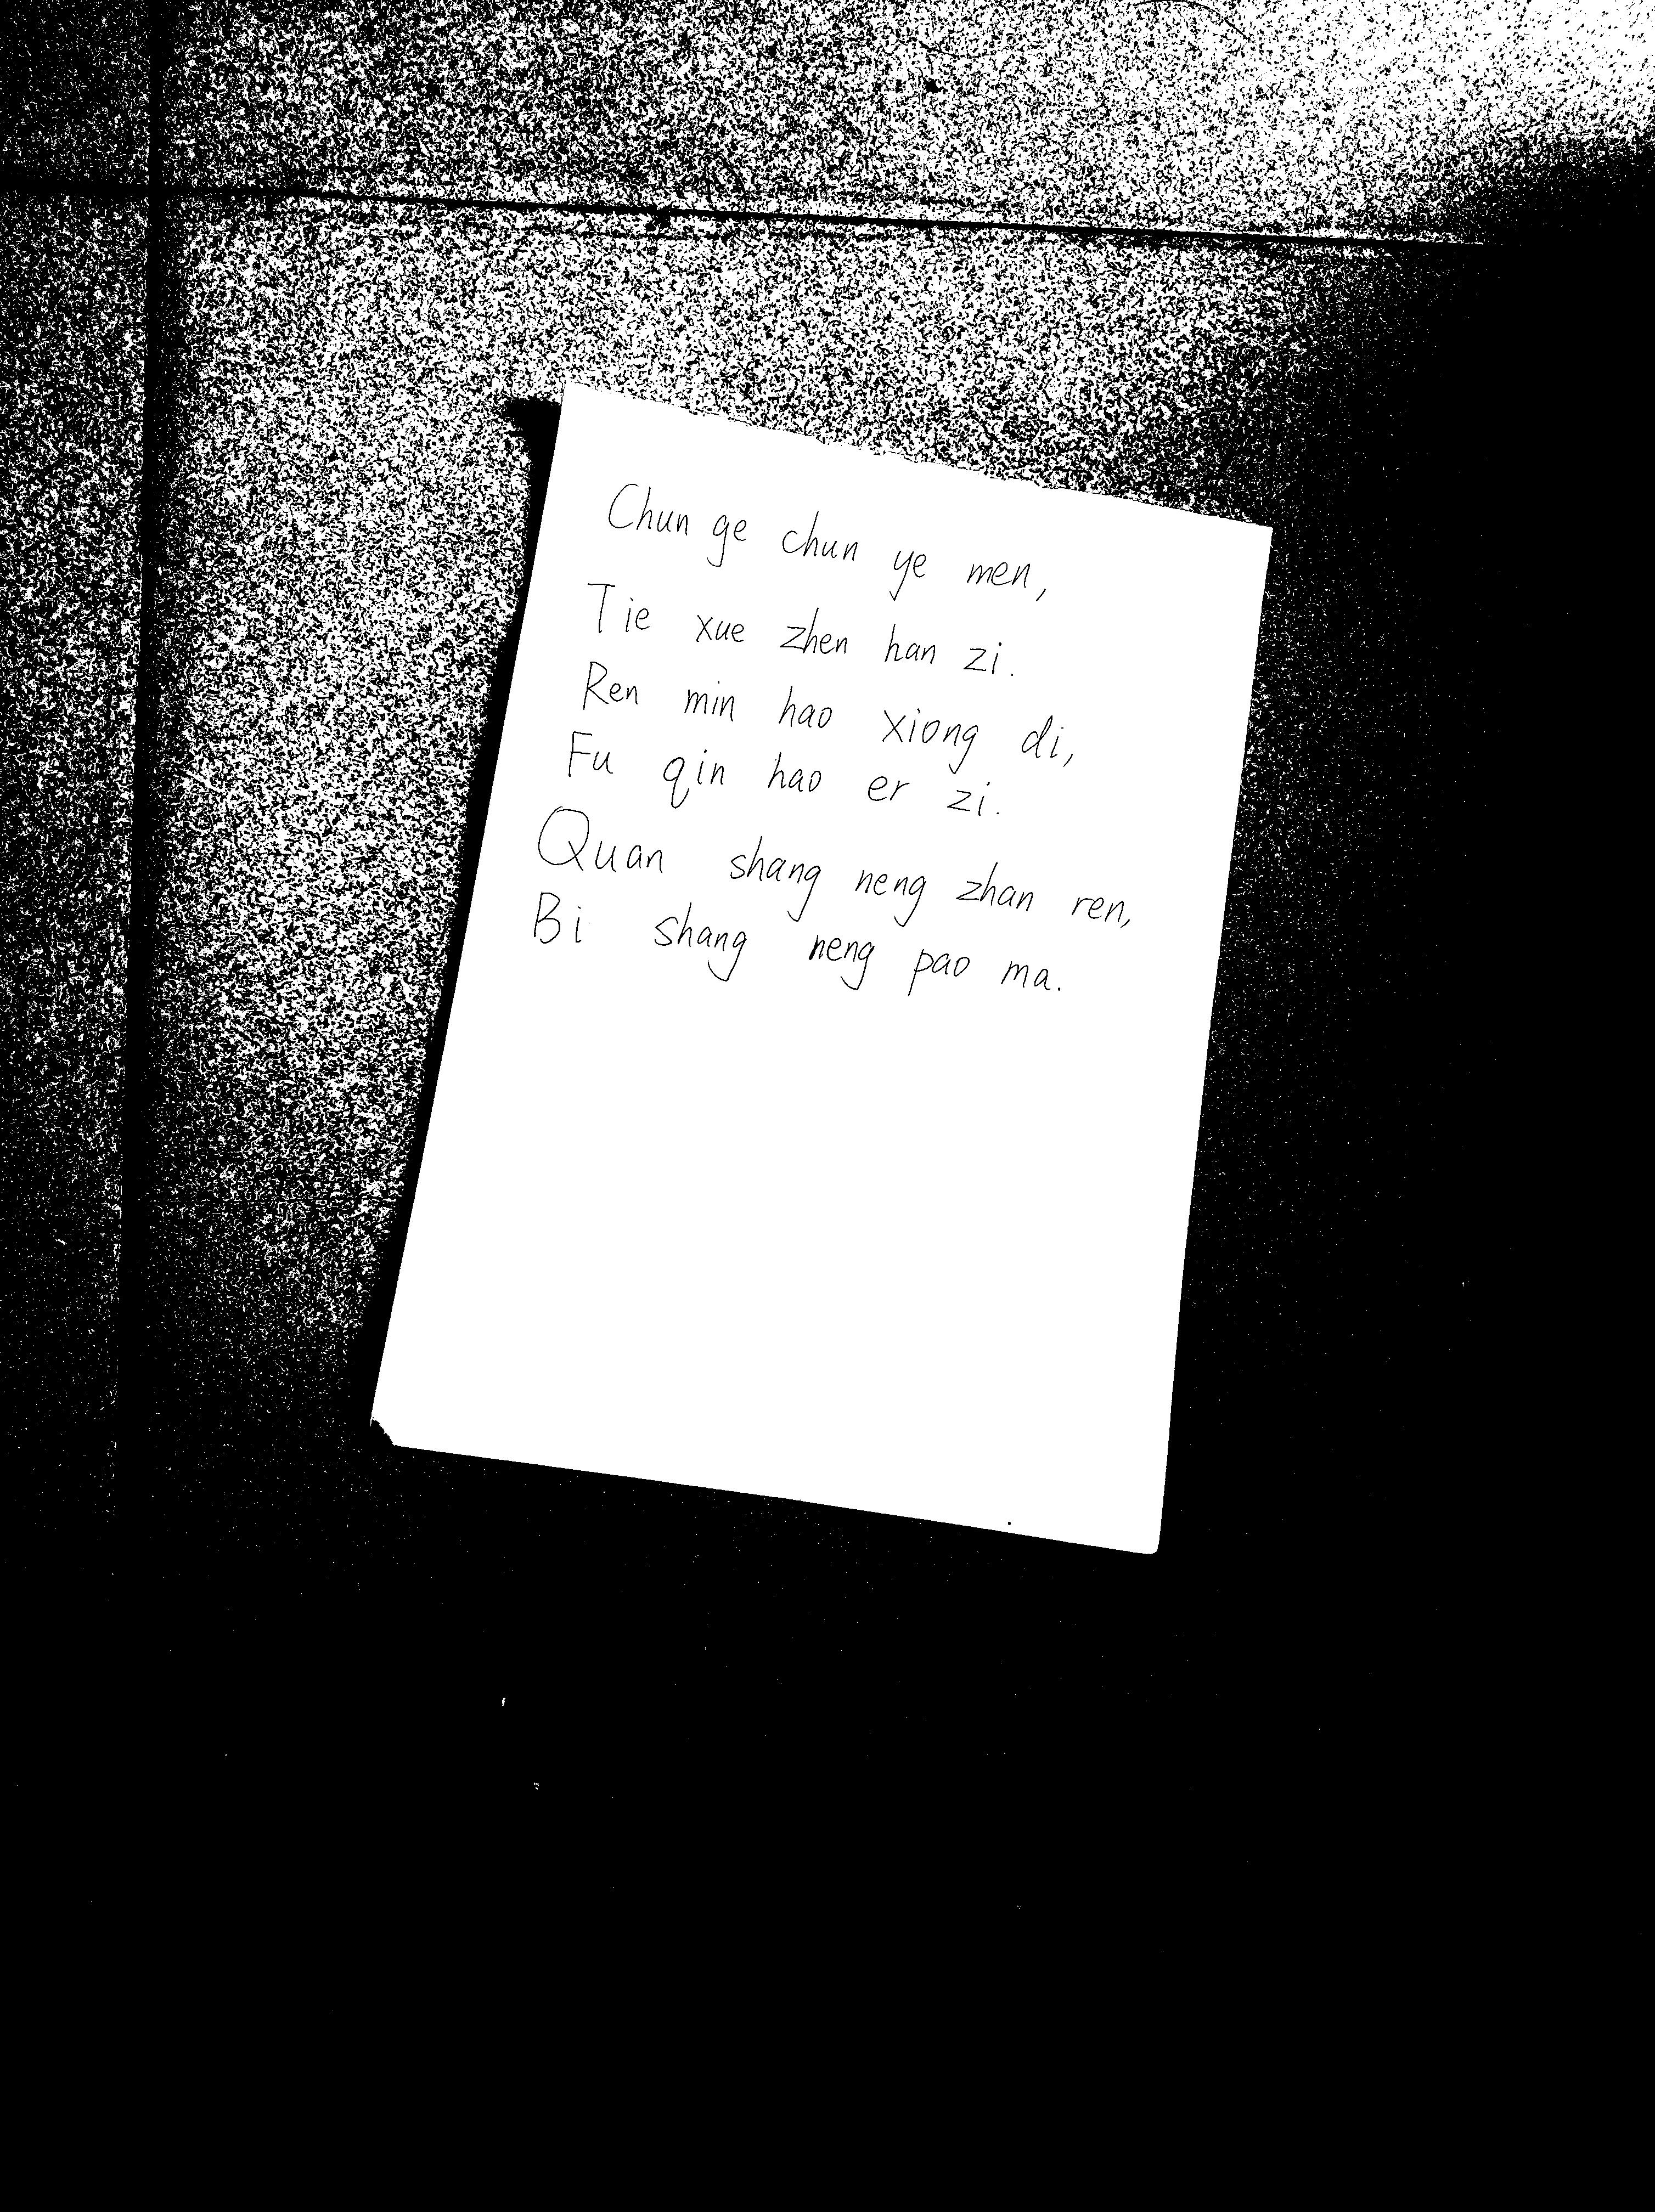 Chun ge chun ye men,
Tie xue zhen han zi.
Ren min hao xiong di,
Fu qin hao er zi.
Quan shang neng zhan ren,
Bi shang neng pao ma.